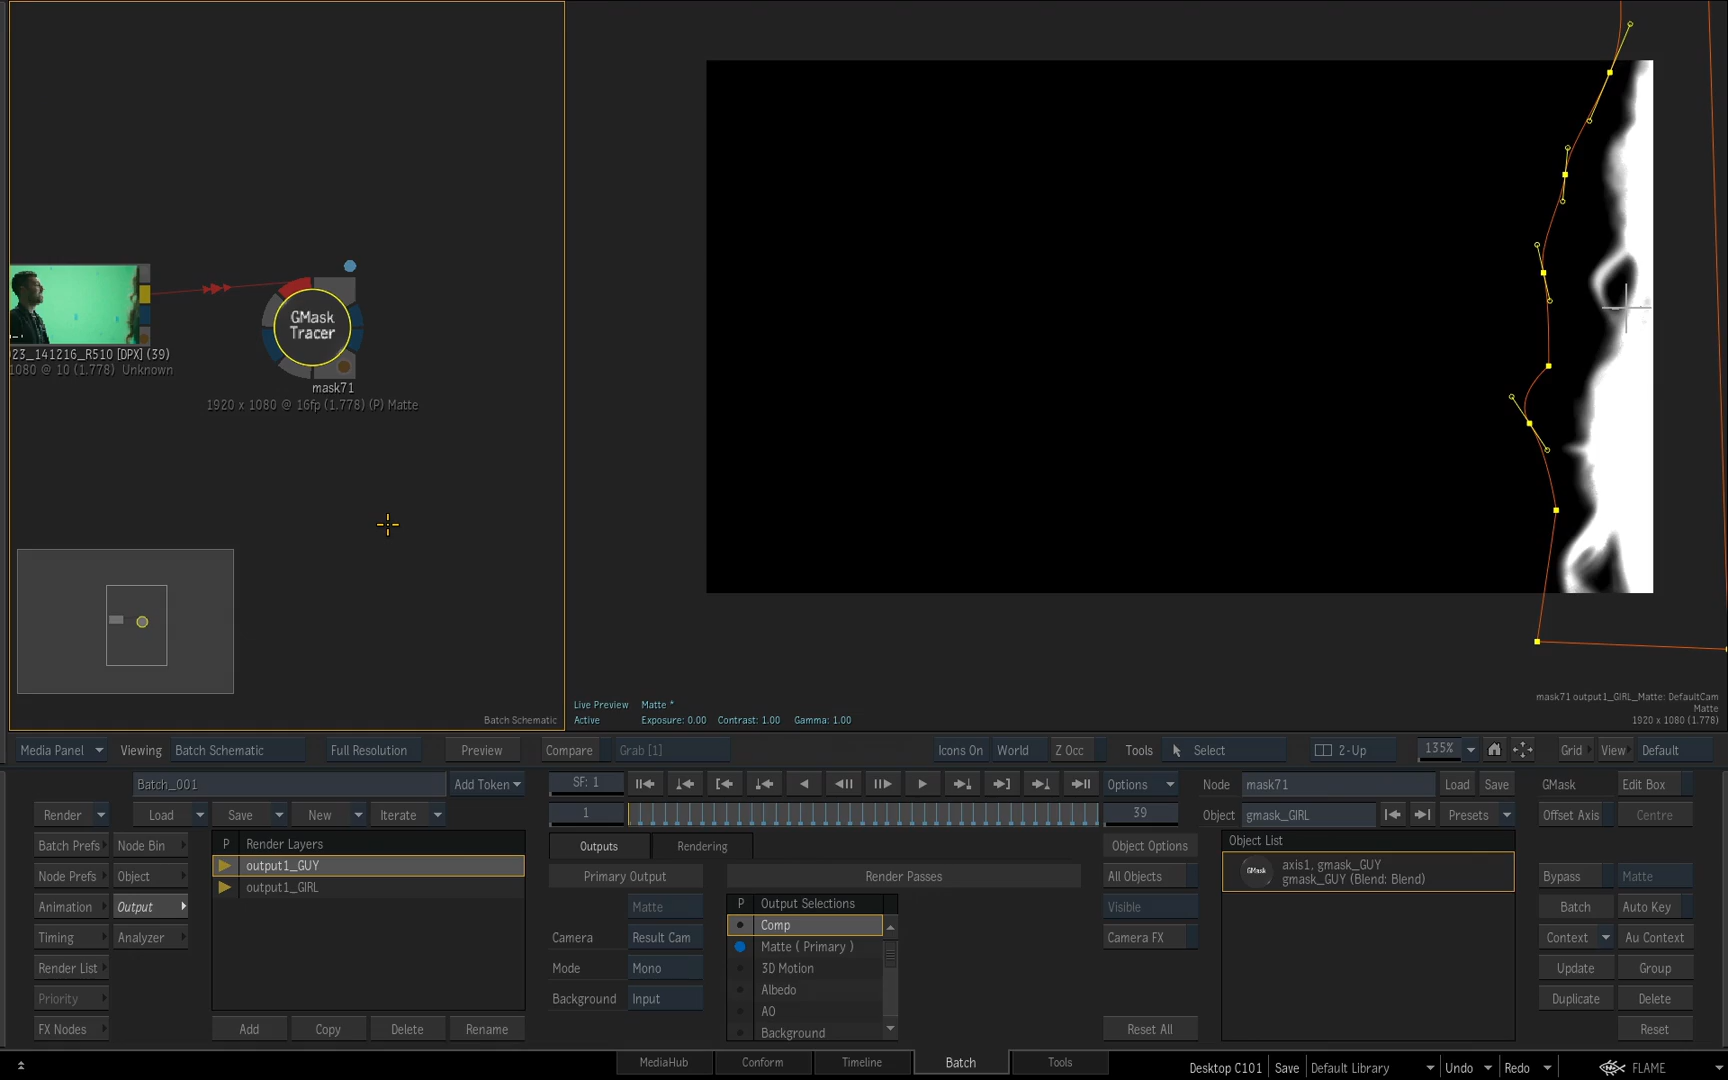 GMask
Tracer
mask71
1920 x 1080 @ 16fp (1.778) (P) Matte
23_141216_R510 [DPX] (39)
1080 @ 10 (1.778) Unknown
Batch Schematic
Live Preview Matte *
Active Exposure: 0.00 Contrast: 1.00 Gamma: 1.00
mask71 output1_GIRL_Matte: DefaultCam
Matte
1920 x 1080 (1.778)
Media Panel Viewing Batch Schematic Full Resolution Preview Compare Grab [1] Icons On World Z Occ Tools Select 2-Up 135% Grid View Default
Batch_001 Add Token SF: 1 Options Node mask71 Load Save GMask Edit Box
Render Load Save New Iterate 1 39 Object gmask_GIRL Presets Offset Axis Centre
Batch Prefs Node Bin P Render Layers Outputs Rendering Object Options Object List
output1_GUY
output1_GIRL
Node Prefs Object Primary Output Render Passes All Objects
axis1, gmask_GUY
gmask_GUY (Blend: Blend)
Bypass Matte
Animation Output Matte P Output Selections Visible Batch Auto Key
Comp
Timing Analyzer Camera Result Cam Matte ( Primary ) Camera FX Context Au Context
Render List Mode Mono 3D Motion Update Group
Priority Background Input Albedo Duplicate Delete
AO
FX Nodes Add Copy Delete Rename Background Reset All Reset
MediaHub Conform Timeline Batch Tools Desktop C101 Save Default Library Undo Redo FLAME